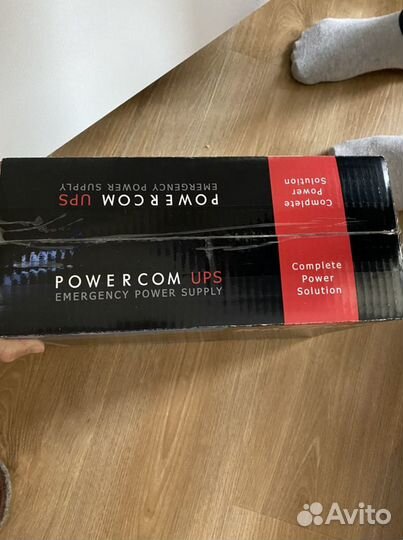 POWERCOM UPS
EMERGENCY POWER SUPPLY
Complete
Power
Solution
POWERCOM UPS
EMERGENCY POWER SUPPLY
Complete
Power
Solution
Avito